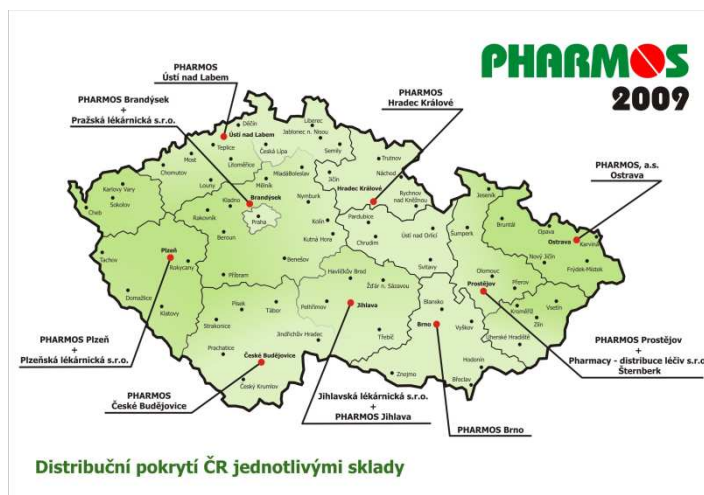 PHARMOS
2009
PHARMOS
Ústí nad Labem
PHARMOS Brandýsek
+
Pražská lékárnická s.r.o.
PHARMOS
Hradec Králové
PHARMOS, a.s.
Ostrava
Děčín
Liberec
Ústí nad Labem
Jablonec n. Nisou
Teplice
Česká Lípa
Semily
Most
Litoměřice
Trutnov
Chomutov
Mladá Boleslav
Jičín
Náchod
Karlovy Vary
Louny
Mělník
Hradec Králové
Rychnov
nad Kněžnou
Jeseník
Sokolov
Kladno
Brandýsek
Nymburk
Cheb
Rakovník
Praha
Kolín
Pardubice
Bruntál
Opava
Beroun
Kutná Hora
Chrudim
Ústí nad Orlicí
Šumperk
Ostrava
Karviná
Plzeň
Nový Jičín
Tachov
Rokycany
Benešov
Svitavy
Olomouc
Frýdek-Místek
Příbram
Havlíčkův Brod
Přerov
Žďár n. Sázavou
Prostějov
Domažlice
Písek
Tábor
Pelhřimov
Jihlava
Blansko
Kroměříž
Vsetín
Klatovy
Strakonice
Brno
Vyškov
Zlín
Jindřichův Hradec
Třebíč
Uherské Hradiště
Prachatice
České Budějovice
Hodonín
Český Krumlov
Znojmo
Břeclav
PHARMOS Plzeň
+
Plzeňská lékárnická s.r.o.
PHARMOS Prostějov
+
Pharmacy - distribuce léčiv s.r.o.
Šternberk
PHARMOS
České Budějovice
Jihlavská lékárnická s.r.o.
+
PHARMOS Jihlava
PHARMOS Brno
Distribuční pokrytí ČR jednotlivými sklady